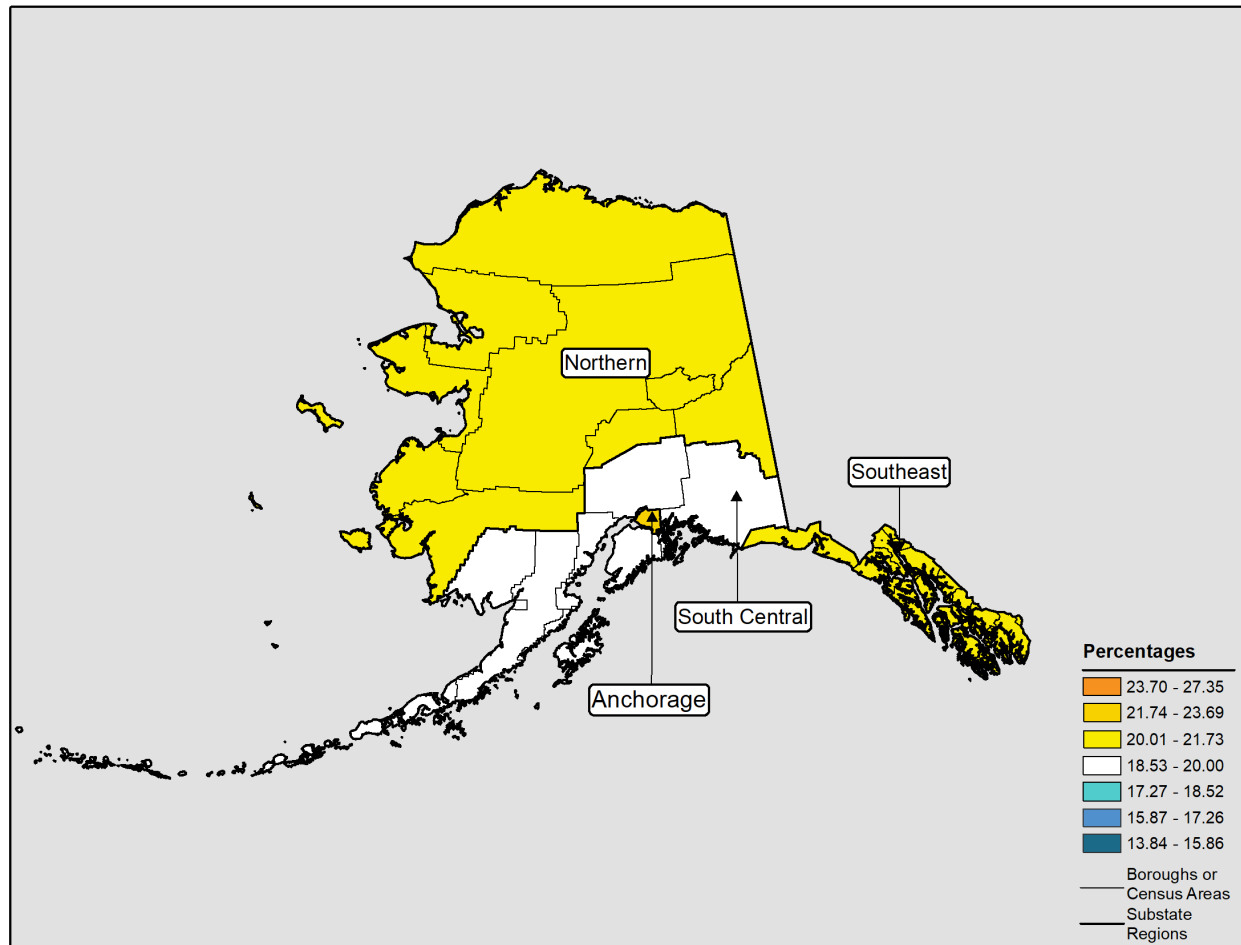 Northern
Southeast
South Central
Anchorage
Percentages
23.70 - 27.35
21.74 - 23.69
20.01 - 21.73
18.53 - 20.00
17.27 - 18.52
15.87 - 17.26
13.84 - 15.86
Boroughs or
Census Areas
Substate
Regions